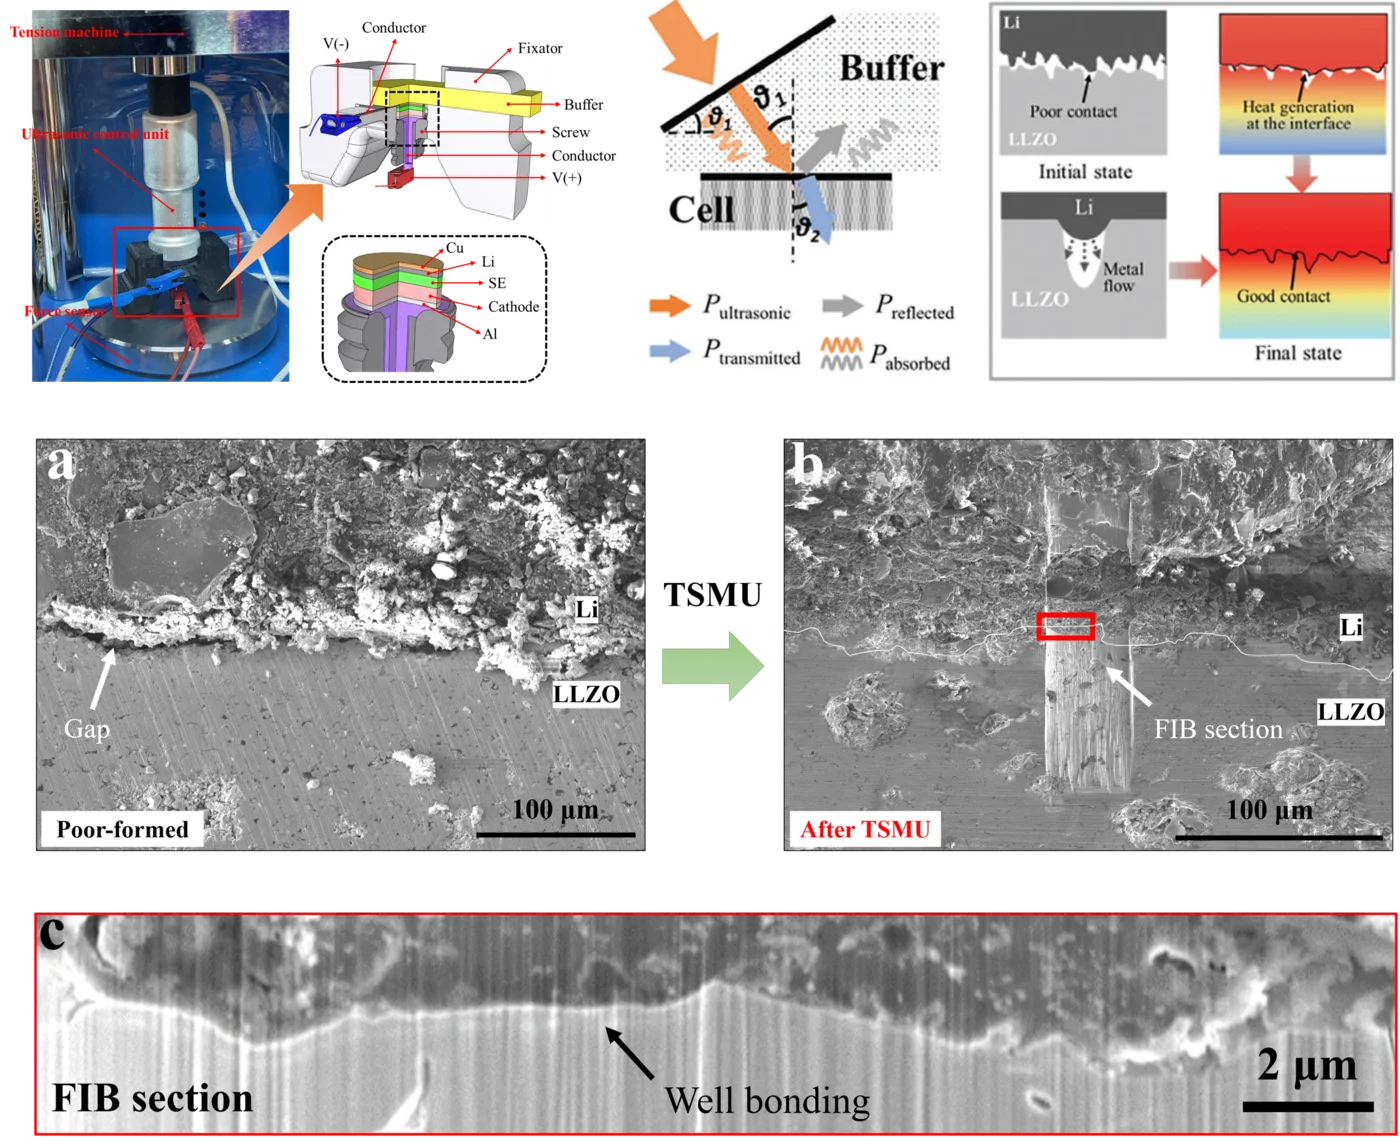 Tension machine
Ultrasonic control unit
Force sensor
V(-)
Conductor
Fixator
Buffer
Screw
Conductor
V(+)
Cu
Li
SE
Cathode
Al
Buffer
ϑ1
ϑ1
Cell
ϑ2
Pultrasonic
Preflected
Ptransmitted
Pabsorbed
Li
Poor contact
LLZO
Initial state
Heat generation
at the interface
Li
Metal
flow
LLZO
Good contact
Final state
a
Li
LLZO
Gap
Poor-formed
100 μm
TSMU
b
Li
LLZO
FIB section
After TSMU
100 μm
c
FIB section
Well bonding
2 μm